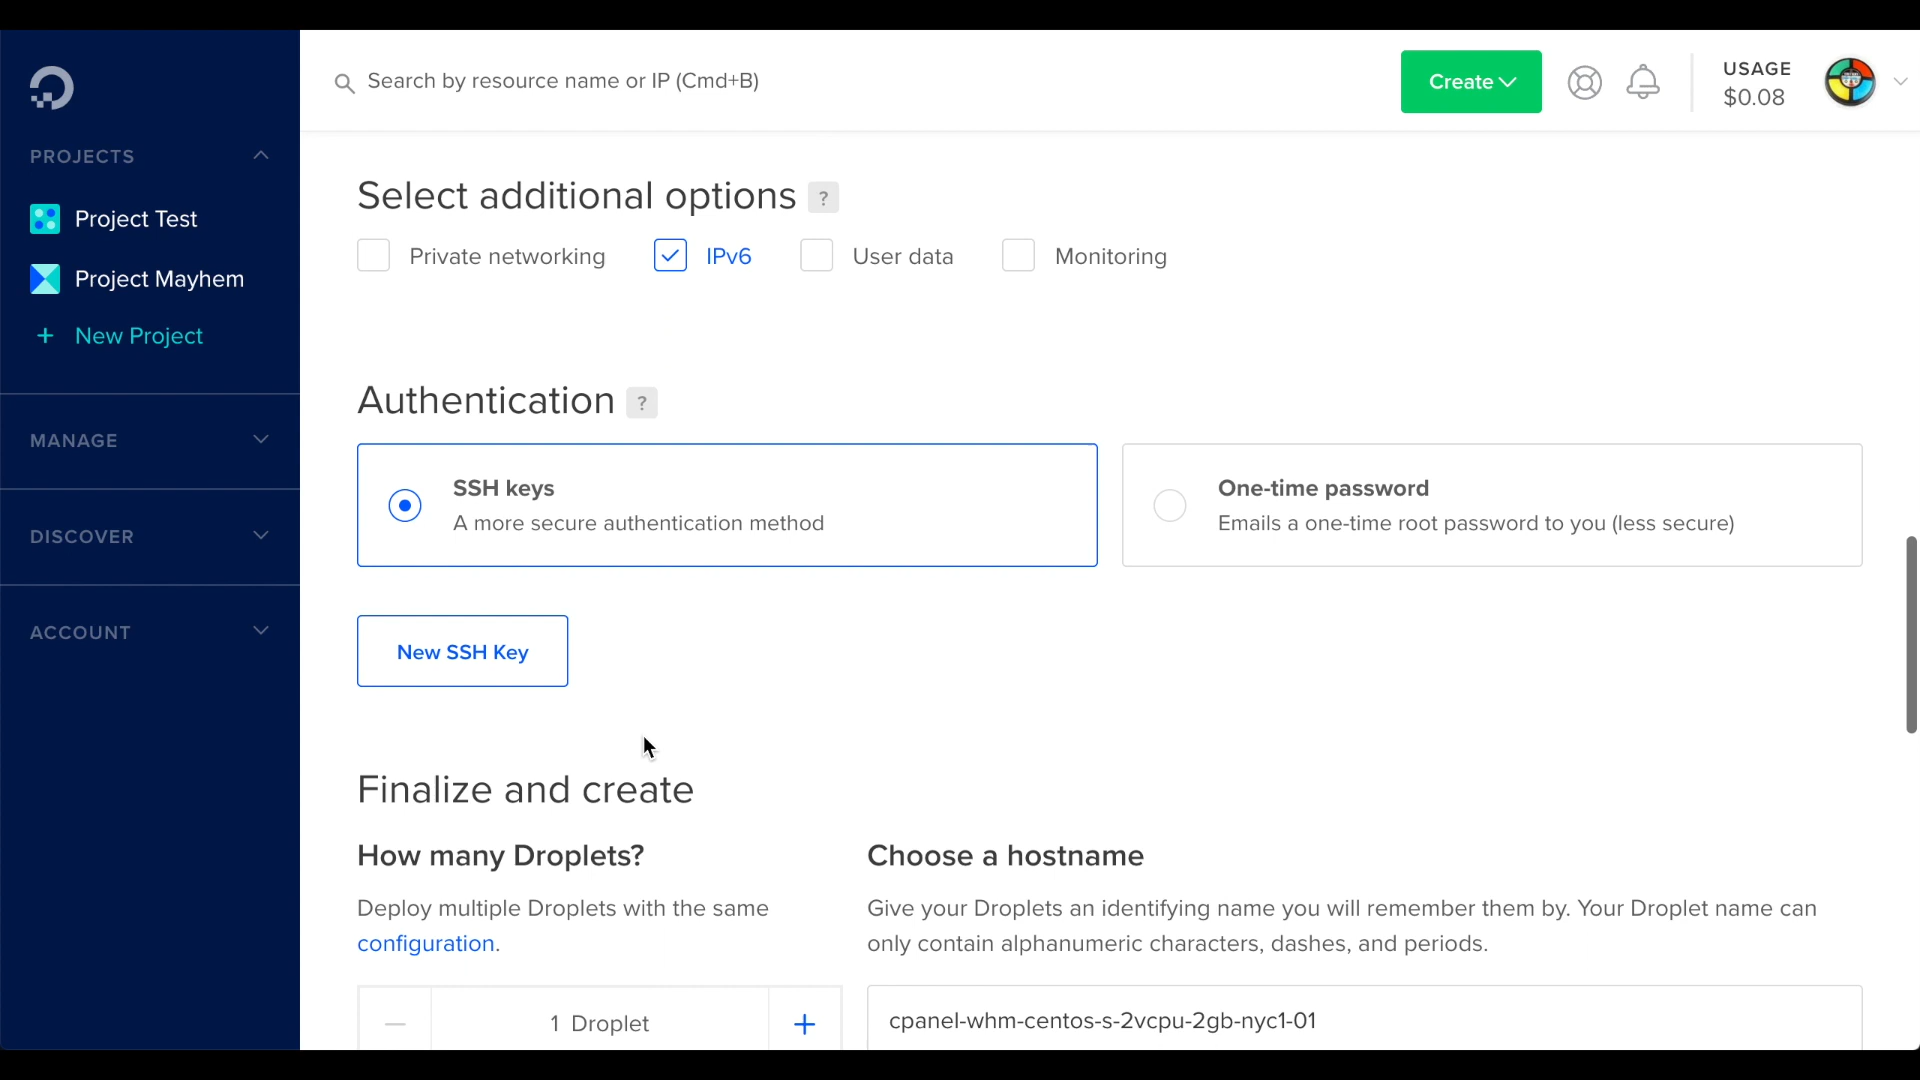 Search by resource name or IP (Cmd+B)
Create
USAGE
$0.08
PROJECTS
Project Test
Project Mayhem
+ New Project
MANAGE
DISCOVER
ACCOUNT
Select additional options ?
Private networking
IPv6
User data
Monitoring
Authentication ?
SSH keys
A more secure authentication method
One-time password
Emails a one-time root password to you (less secure)
New SSH Key
Finalize and create
How many Droplets?
Deploy multiple Droplets with the same
configuration.
1 Droplet
Choose a hostname
Give your Droplets an identifying name you will remember them by. Your Droplet name can
only contain alphanumeric characters, dashes, and periods.
cpanel-whm-centos-s-2vcpu-2gb-nyc1-01